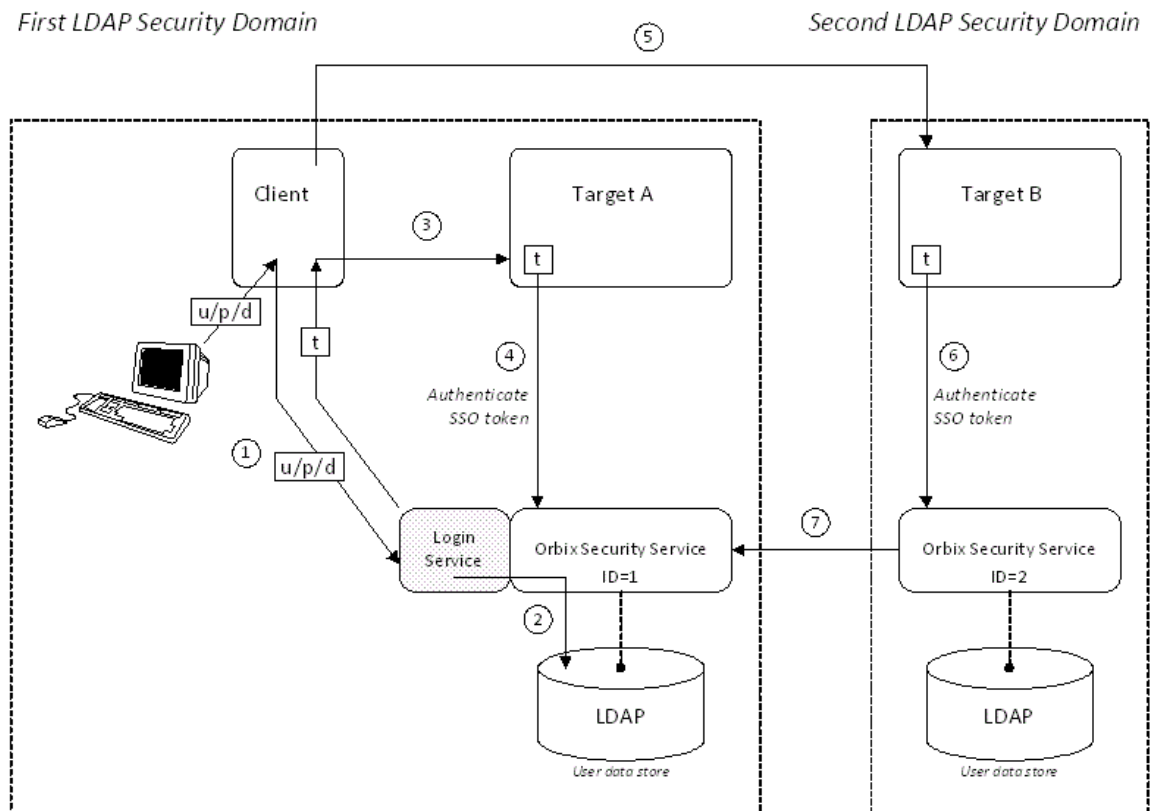 First LDAP Security Domain
Second LDAP Security Domain
5
Client
Target A
Target B
3
t
t
u/p/d
t
4
6
Authenticate
SSO token
Authenticate
SSO token
1
u/p/d
Login
Service
Orbix Security Service
ID=1
7
Orbix Security Service
ID=2
2
LDAP
LDAP
User data store
User data store